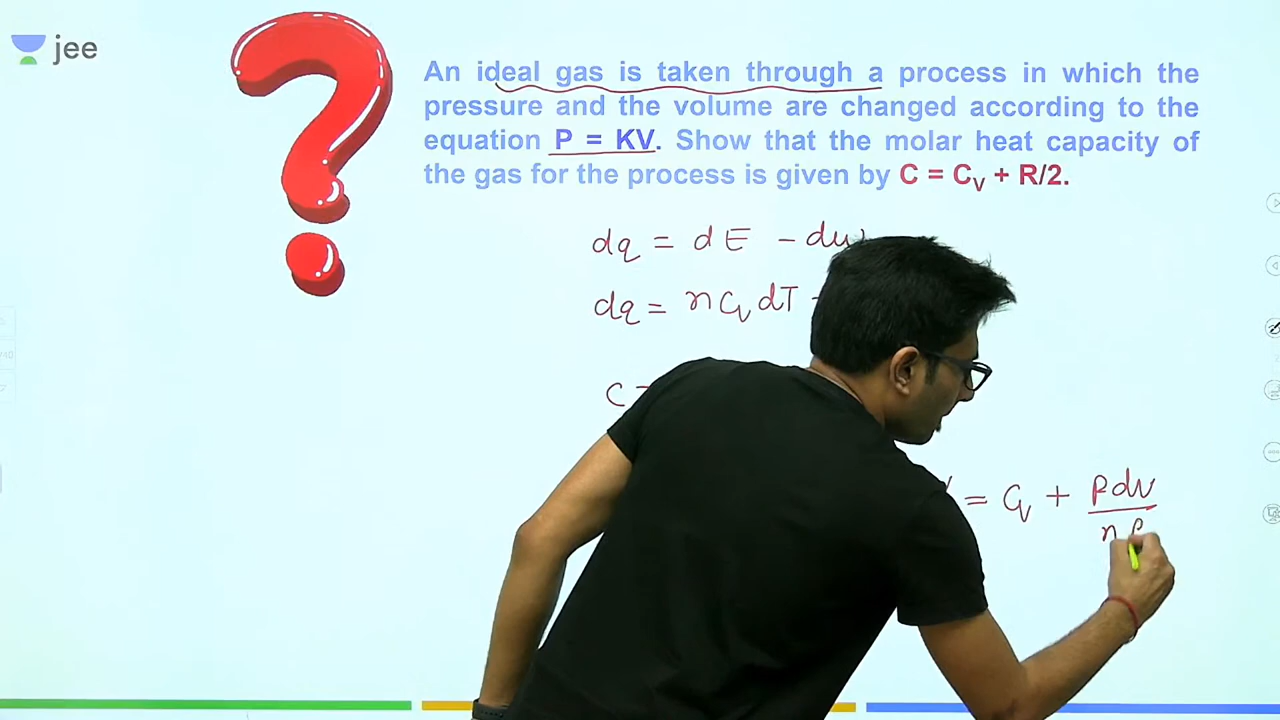 jee
An ideal gas is taken through a process in which the
pressure and the volume are changed according to the
equation P = KV. Show that the molar heat capacity of
the gas for the process is given by C = Cᵥ + R/2.
dq = dE - dw
dq = nCᵥdT
C =
= Cᵥ + Pdv
n